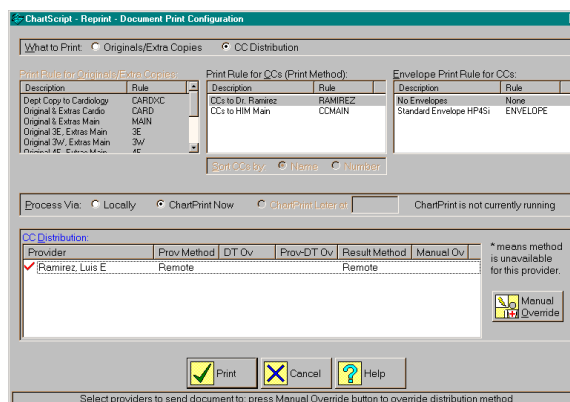 ChartScript - Reprint - Document Print Configuration
What to Print: Originals/Extra Copies CC Distribution
Print Rule for Originals/Extra Copies: Print Rule for CCs (Print Method): Envelope Print Rule for CCs:
Description Rule Description Rule Description Rule
Dept Copy to Cardiology CARDXC CCs to Dr. Ramirez RAMIREZ No Envelopes None
Original & Extras Cardio CARD CCs to HIM Main CCMAIN Standard Envelope HP4Si ENVELOPE
Original & Extras Main MAIN
Original 3E, Extras Main 3E
Original 3W, Extras Main 3W
Original 4E, Extras Main 4E
Sort CCs by: Name Number
Process Via: Locally ChartPrint Now ChartPrint Later at ChartPrint is not currently running
CC Distribution:
Provider Prov Method DT Ov Prov-DT Ov Result Method Manual Ov
Ramirez, Luis E Remote Remote
* means method
is unavailable
for this provider.
Manual
Override
Print Cancel Help
Select providers to send document to; press Manual Override button to override distribution method